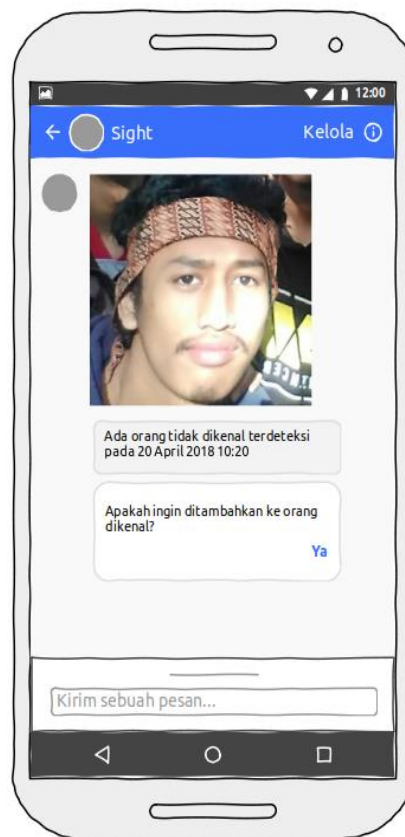 12:00
Sight Kelola
Ada orang tidak dikenal terdeteksi
pada 20 April 2018 10:20
Apakah ingin ditambahkan ke orang
dikenal?
Ya
Kirim sebuah pesan...